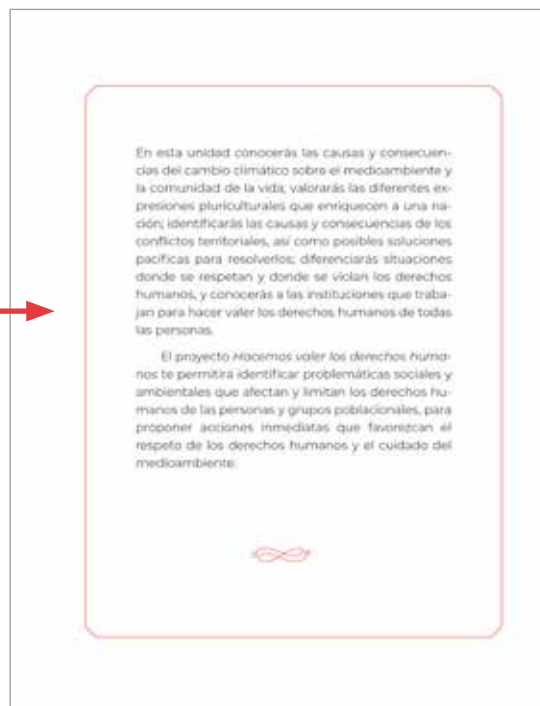 En esta unidad conocerás las causas y consecuen-
cias del cambio climático sobre el medioambiente y
la comunidad de la vida; valorarás las diferentes ex-
presiones pluriculturales que enriquecen a una na-
ción; identificarás las causas y consecuencias de los
conflictos territoriales, así como posibles soluciones
pacíficas para resolverlos; diferenciarás situaciones
donde se respetan y donde se violan los derechos
humanos, y conocerás a las instituciones que traba-
jan para hacer valer los derechos humanos de todas
las personas.
El proyecto Hacemos valer los derechos huma-
nos te permitirá identificar problemáticas sociales y
ambientales que afectan y limitan los derechos hu-
manos de las personas y grupos poblacionales, para
proponer acciones inmediatas que favorezcan el
respeto de los derechos humanos y el cuidado del
medioambiente.